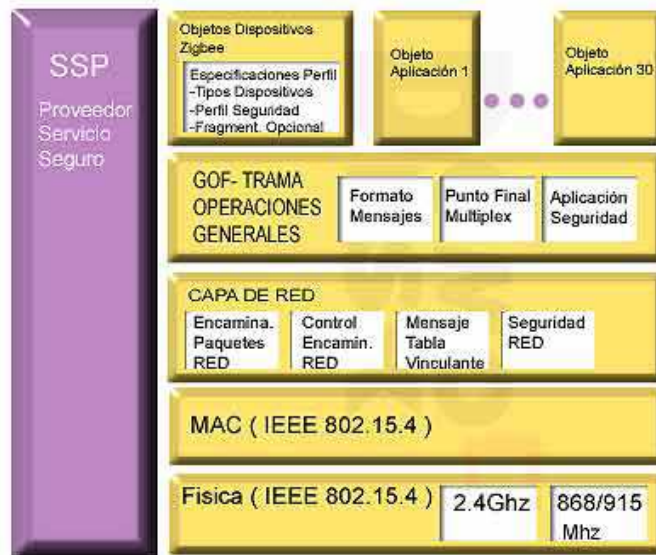 SSP
Proveedor
Servicio
Seguro
Objetos Dispositivos
Zigbee
Especificaciones Perfil
-Tipos Dispositivos
-Perfil Seguridad
-Fragment. Opcional
Objeto
Aplicación 1
Objeto
Aplicación 30
GOF- TRAMA
OPERACIONES
GENERALES
Formato
Mensajes
Punto Final
Multiplex
Aplicación
Seguridad
CAPA DE RED
Encamina.
Paquetes
RED
Control
Encamin.
RED
Mensaje
Tabla
Vinculante
Seguridad
RED
MAC ( IEEE 802.15.4 )
Fisica ( IEEE 802.15.4 )
2.4Ghz
868/915
Mhz